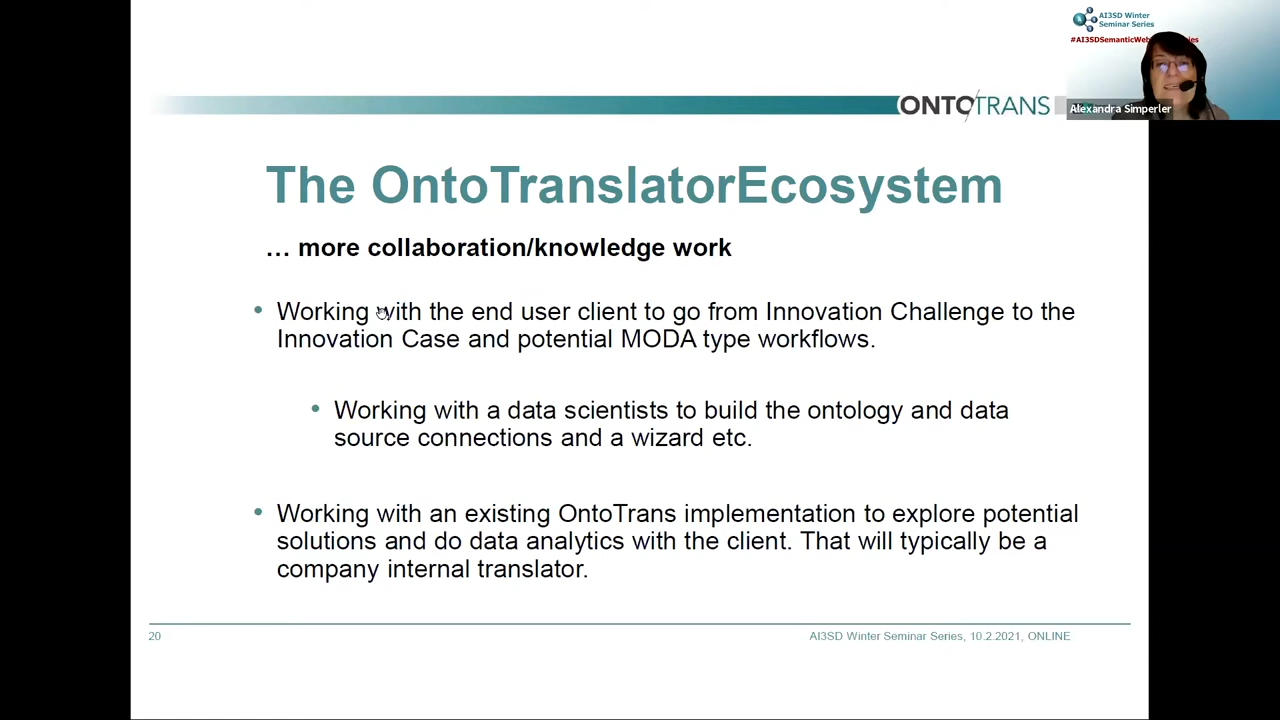 AI3SD Winter
Seminar Series
#AI3SDSemanticWeb
ies
Alexandra Simperler
ONTOTRANS
The OntoTranslatorEcosystem
… more collaboration/knowledge work
• Working with the end user client to go from Innovation Challenge to the
Innovation Case and potential MODA type workflows.
• Working with a data scientists to build the ontology and data
source connections and a wizard etc.
• Working with an existing OntoTrans implementation to explore potential
solutions and do data analytics with the client. That will typically be a
company internal translator.
20
AI3SD Winter Seminar Series, 10.2.2021, ONLINE